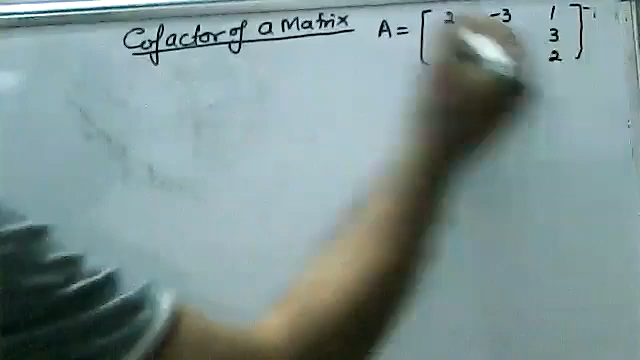 Cofactor of a Matrix A = [ 2 -3 1
3
2 ]